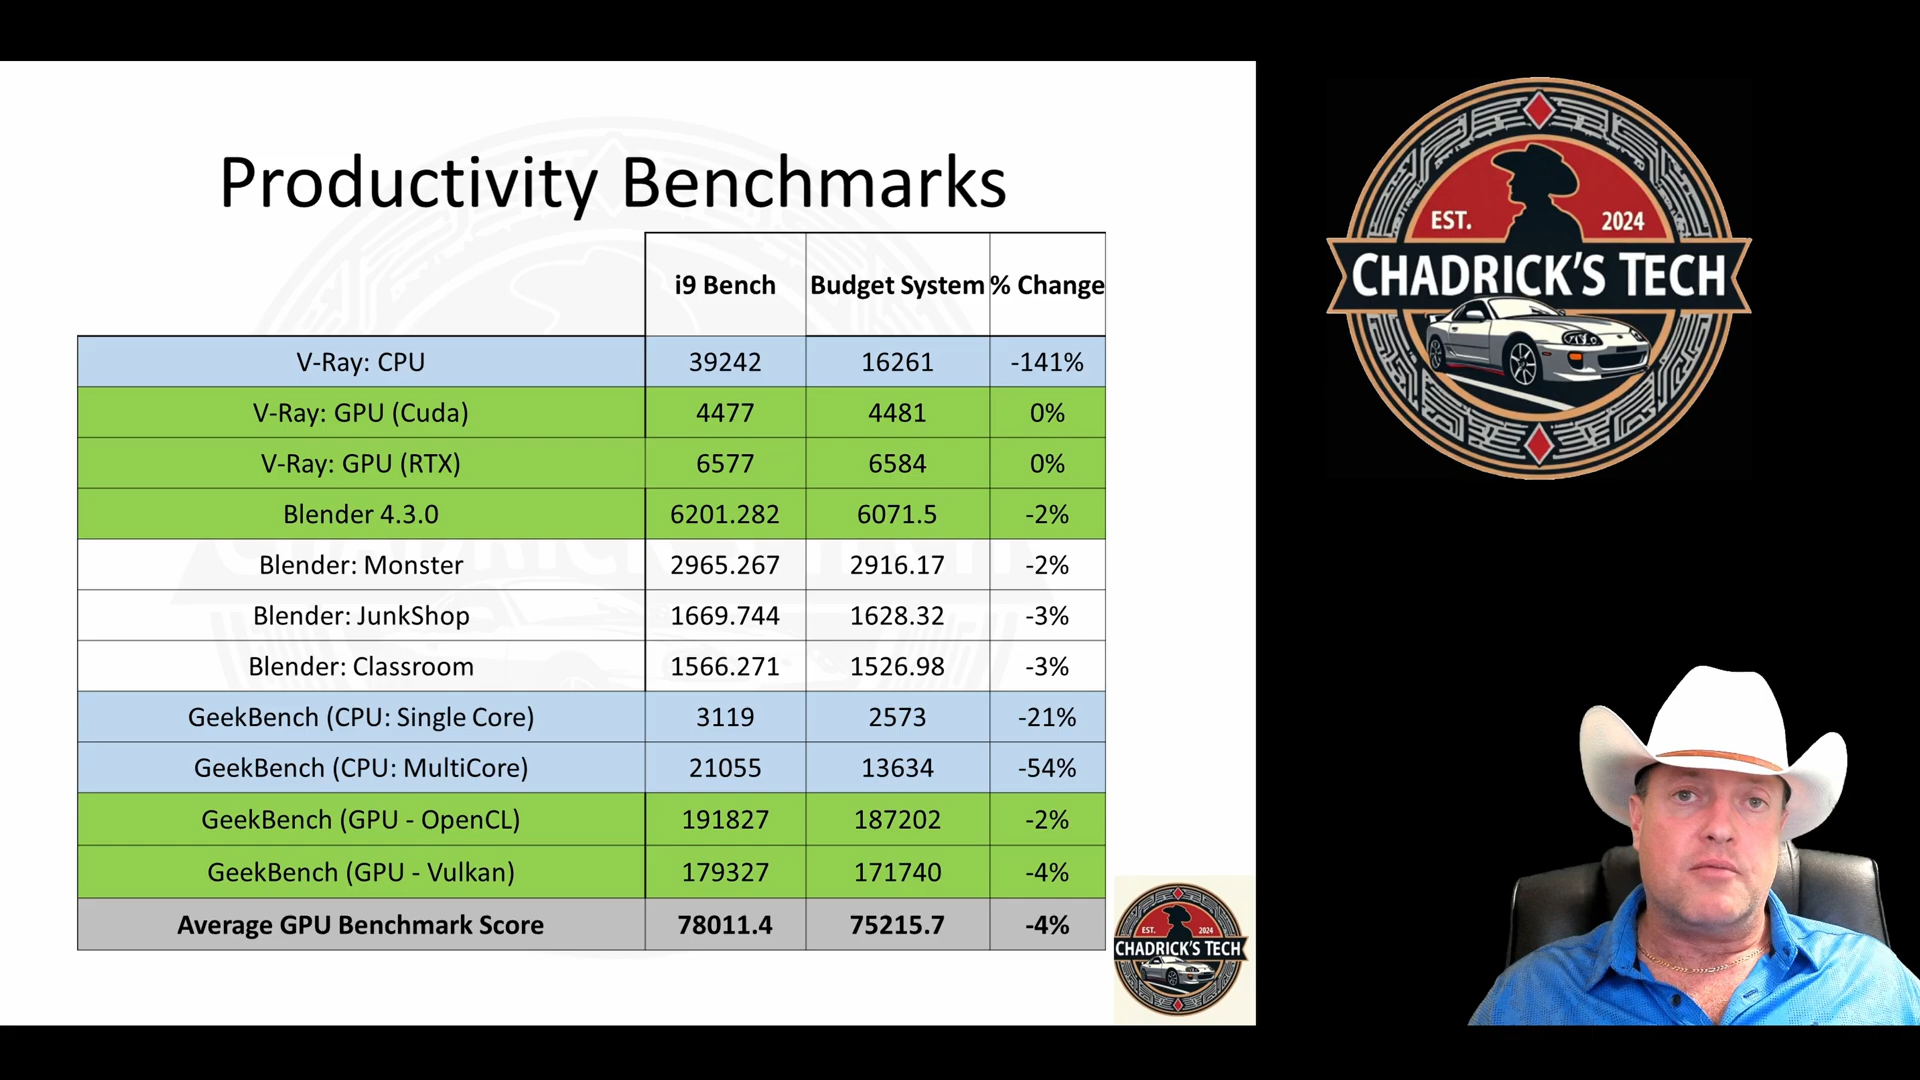 Productivity Benchmarks
i9 Bench Budget System % Change
V-Ray: CPU 39242 16261 -141%
V-Ray: GPU (Cuda) 4477 4481 0%
V-Ray: GPU (RTX) 6577 6584 0%
Blender 4.3.0 6201.282 6071.5 -2%
Blender: Monster 2965.267 2916.17 -2%
Blender: JunkShop 1669.744 1628.32 -3%
Blender: Classroom 1566.271 1526.98 -3%
GeekBench (CPU: Single Core) 3119 2573 -21%
GeekBench (CPU: MultiCore) 21055 13634 -54%
GeekBench (GPU - OpenCL) 191827 187202 -2%
GeekBench (GPU - Vulkan) 179327 171740 -4%
Average GPU Benchmark Score 78011.4 75215.7 -4%
EST. 2024
CHADRICK'S TECH
EST. 2024
CHADRICK'S TECH